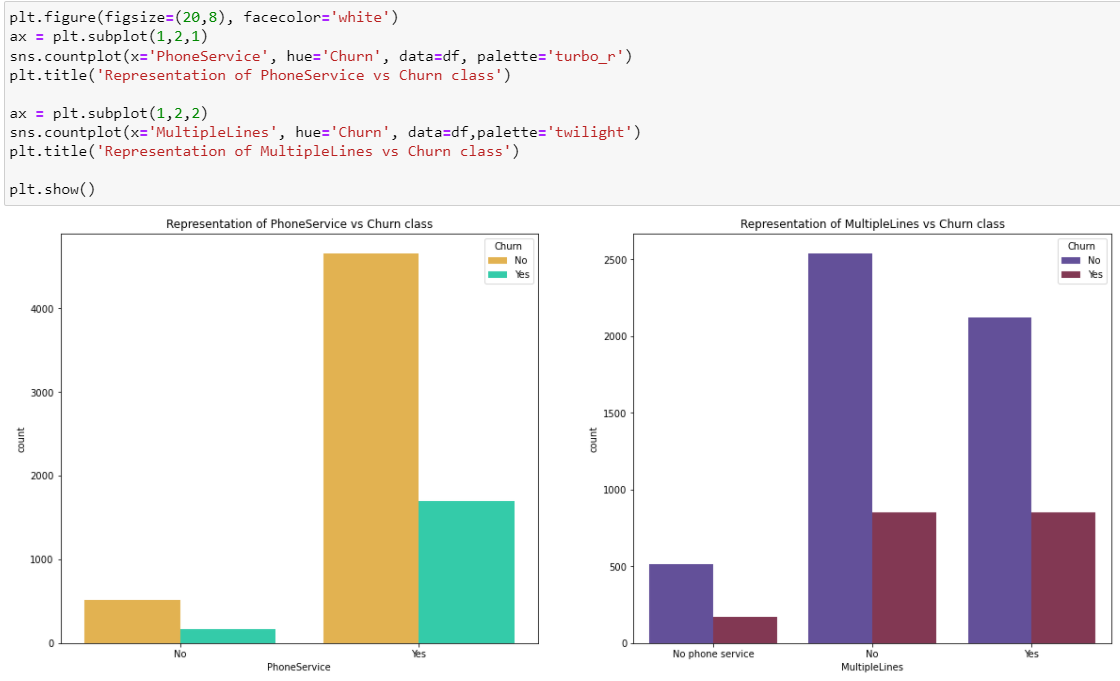 plt.figure(figsize=(20,8), facecolor='white')
ax = plt.subplot(1,2,1)
sns.countplot(x='PhoneService', hue='Churn', data=df, palette='turbo_r')
plt.title('Representation of PhoneService vs Churn class')
ax = plt.subplot(1,2,2)
sns.countplot(x='MultipleLines', hue='Churn', data=df,palette='twilight')
plt.title('Representation of MultipleLines vs Churn class')
plt.show()
Representation of PhoneService vs Churn class
Churn
No
Yes
4000
3000
2000
1000
0
count
No
Yes
PhoneService
Representation of MultipleLines vs Churn class
Churn
No
Yes
2500
2000
1500
1000
500
0
count
No phone service
No
Yes
MultipleLines